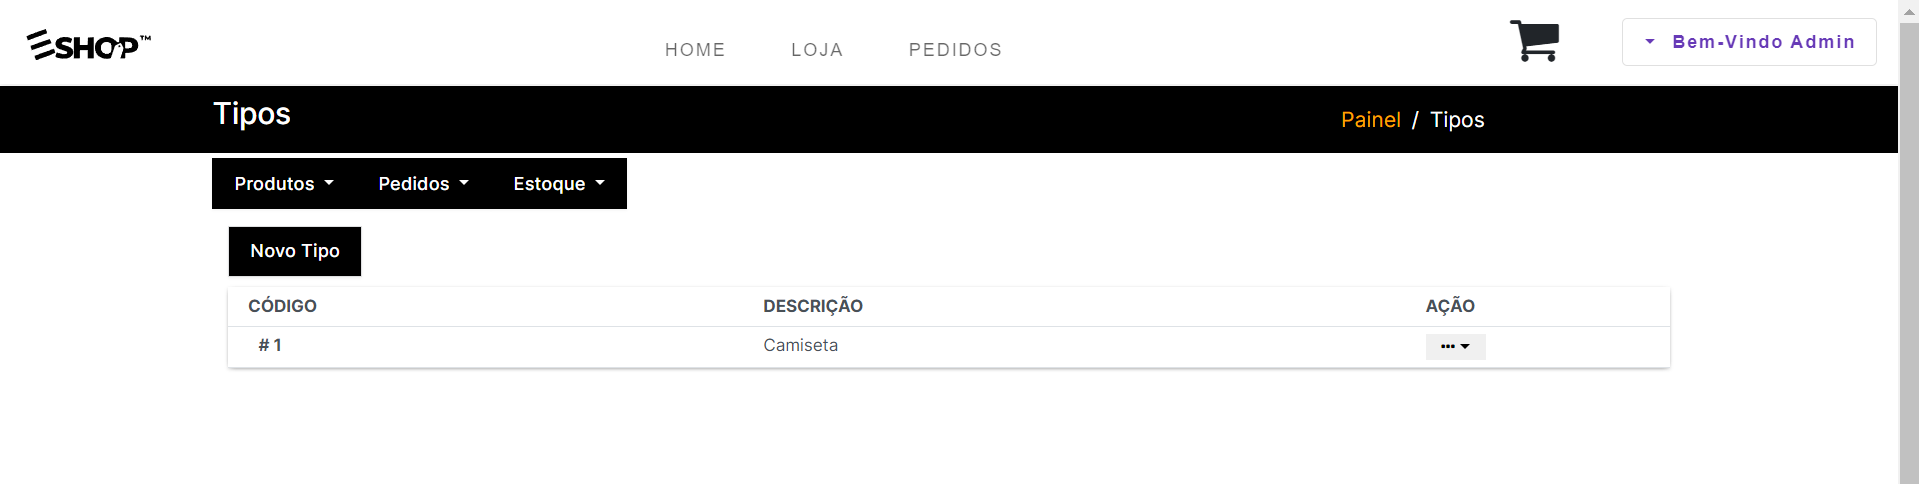 ESHOP™
HOME LOJA PEDIDOS
Bem-Vindo Admin
Tipos
Painel / Tipos
Produtos Pedidos Estoque
Novo Tipo
CÓDIGO DESCRIÇÃO AÇÃO
# 1 Camiseta